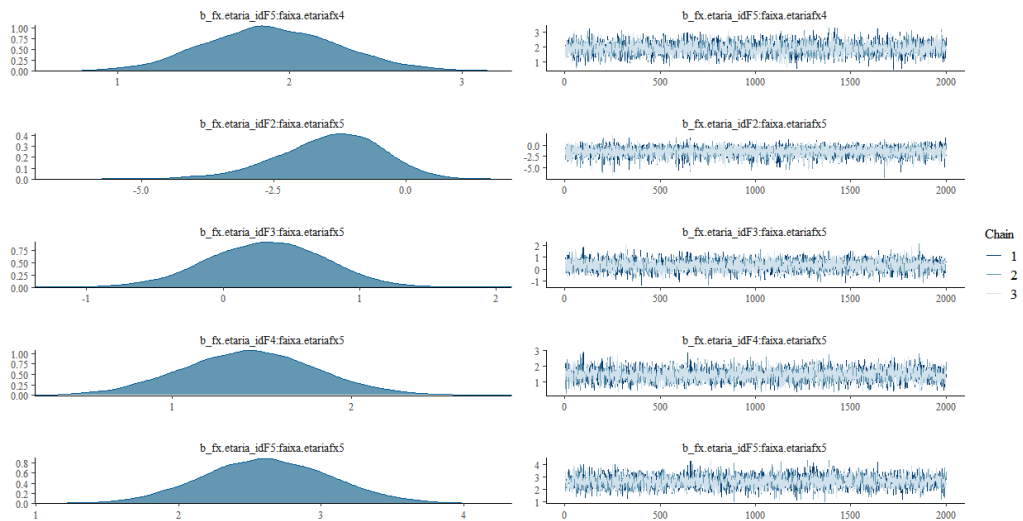 b_fx.etaria_idF5:faixa.etariafx4
1.00
0.75
0.50
0.25
0.00
1 2 3
b_fx.etaria_idF5:faixa.etariafx4
3
2
1
0 500 1000 1500 2000
b_fx.etaria_idF2:faixa.etariafx5
0.4
0.3
0.2
0.1
0.0
-5.0 -2.5 0.0
b_fx.etaria_idF2:faixa.etariafx5
0.0
-2.5
-5.0
0 500 1000 1500 2000
b_fx.etaria_idF3:faixa.etariafx5
0.75
0.50
0.25
0.00
-1 0 1 2
b_fx.etaria_idF3:faixa.etariafx5
2
1
0
-1
0 500 1000 1500 2000
b_fx.etaria_idF4:faixa.etariafx5
1.00
0.75
0.50
0.25
0.00
1 2
b_fx.etaria_idF4:faixa.etariafx5
3
2
1
0 500 1000 1500 2000
b_fx.etaria_idF5:faixa.etariafx5
0.8
0.6
0.4
0.2
0.0
1 2 3 4
b_fx.etaria_idF5:faixa.etariafx5
4
3
2
1
0 500 1000 1500 2000
Chain
1
2
3